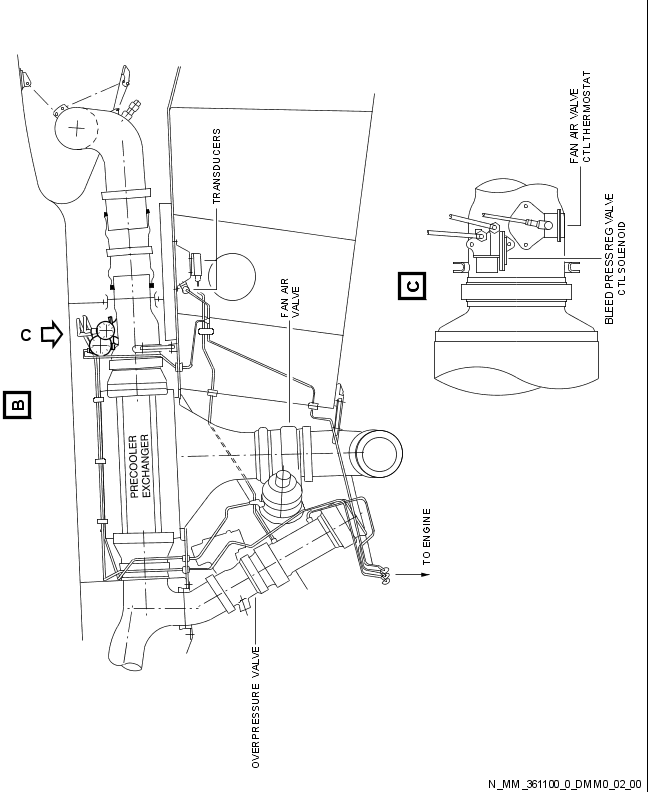 B
C
PRECOOLER
EXCHANGER
OVERPRESSURE VALVE
TRANSDUCERS
FAN AIR
VALVE
TO ENGINE
C
FAN AIR VALVE
CTL THERMOSTAT
BLEED PRESS REG VALVE
CTL SOLENOID
N_MM_361100_0_DMM0_02_00